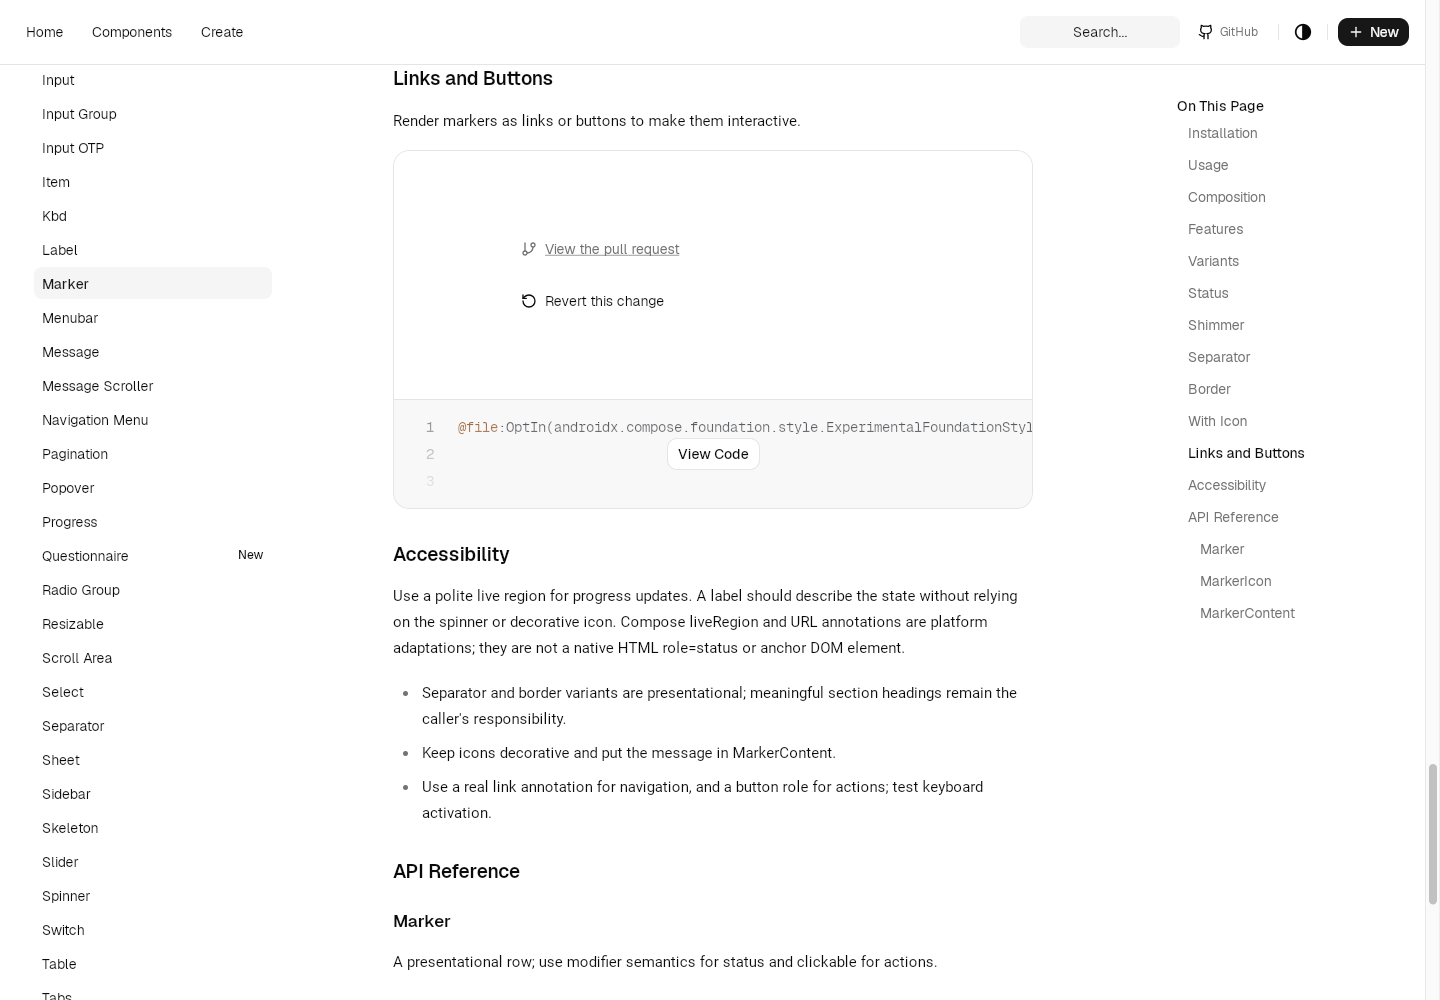 Home
Components
Create
Search...
GitHub
New
Input
Input Group
Input OTP
Item
Kbd
Label
Marker
Menubar
Message
Message Scroller
Navigation Menu
Pagination
Popover
Progress
Questionnaire New
Radio Group
Resizable
Scroll Area
Select
Separator
Sheet
Sidebar
Skeleton
Slider
Spinner
Switch
Table
Tabs
Links and Buttons
Render markers as links or buttons to make them interactive.
View the pull request
Revert this change
1 @file:OptIn(androidx.compose.foundation.style.ExperimentalFoundationStyl
2
View Code
3
Accessibility
Use a polite live region for progress updates. A label should describe the state without relying
on the spinner or decorative icon. Compose liveRegion and URL annotations are platform
adaptations; they are not a native HTML role=status or anchor DOM element.
Separator and border variants are presentational; meaningful section headings remain the
caller's responsibility.
Keep icons decorative and put the message in MarkerContent.
Use a real link annotation for navigation, and a button role for actions; test keyboard
activation.
API Reference
Marker
A presentational row; use modifier semantics for status and clickable for actions.
On This Page
Installation
Usage
Composition
Features
Variants
Status
Shimmer
Separator
Border
With Icon
Links and Buttons
Accessibility
API Reference
Marker
MarkerIcon
MarkerContent